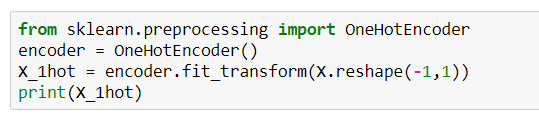 from sklearn.preprocessing import OneHotEncoder
encoder = OneHotEncoder()
X_1hot = encoder.fit_transform(X.reshape(-1,1))
print(X_1hot)